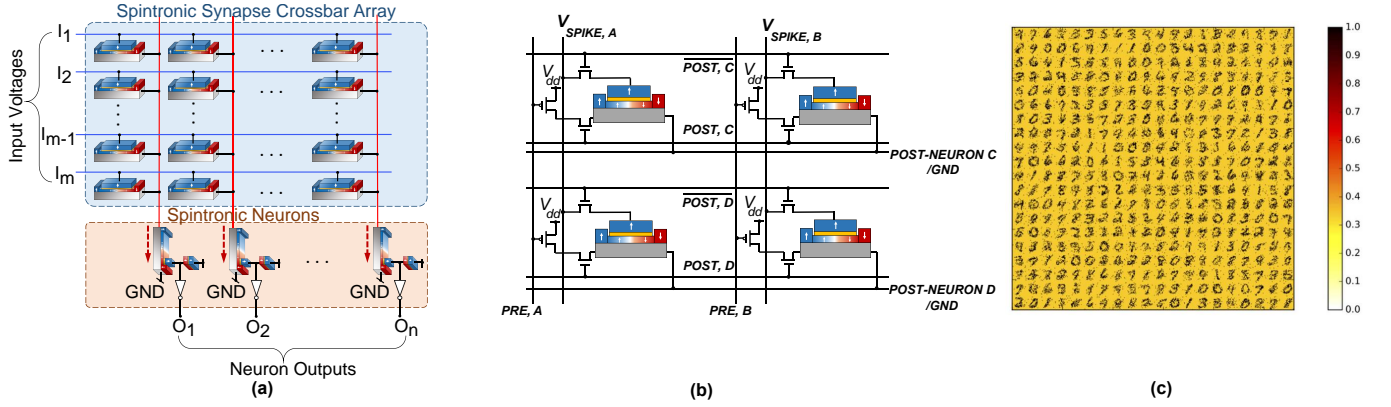 Spintronic Synapse Crossbar Array
Input Voltages
I1
I2
Im-1
Im
Spintronic Neurons
GND
GND
GND
O1
O2
On
Neuron Outputs
(a)
VSPIKE, A
VSPIKE, B
Vdd
POST, C
Vdd
POST, C
POST-NEURON C
/GND
Vdd
POST, D
Vdd
POST, D
POST-NEURON D
/GND
PRE, A
PRE, B
(b)
1.0
0.9
0.8
0.7
0.6
0.5
0.4
0.3
0.2
0.1
0.0
(c)